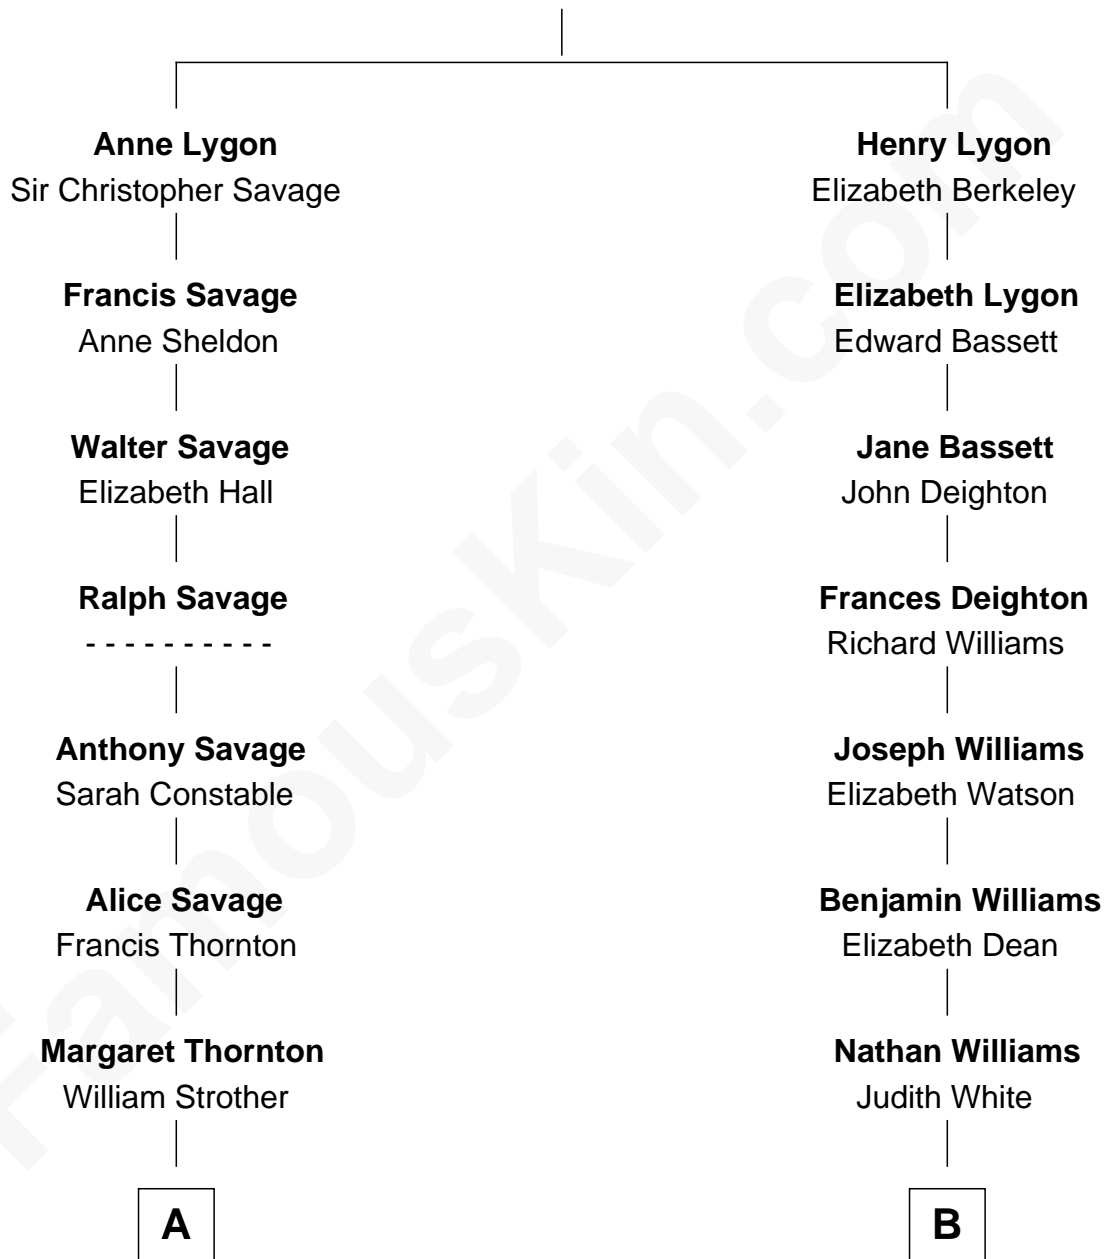 Anne Lygon
Sir Christopher Savage
Francis Savage
Anne Sheldon
Walter Savage
Elizabeth Hall
Ralph Savage
- - - - - - - - - -
Anthony Savage
Sarah Constable
Alice Savage
Francis Thornton
Margaret Thornton
William Strother
A
Henry Lygon
Elizabeth Berkeley
Elizabeth Lygon
Edward Bassett
Jane Bassett
John Deighton
Frances Deighton
Richard Williams
Joseph Williams
Elizabeth Watson
Benjamin Williams
Elizabeth Dean
Nathan Williams
Judith White
B
FamousKin.com